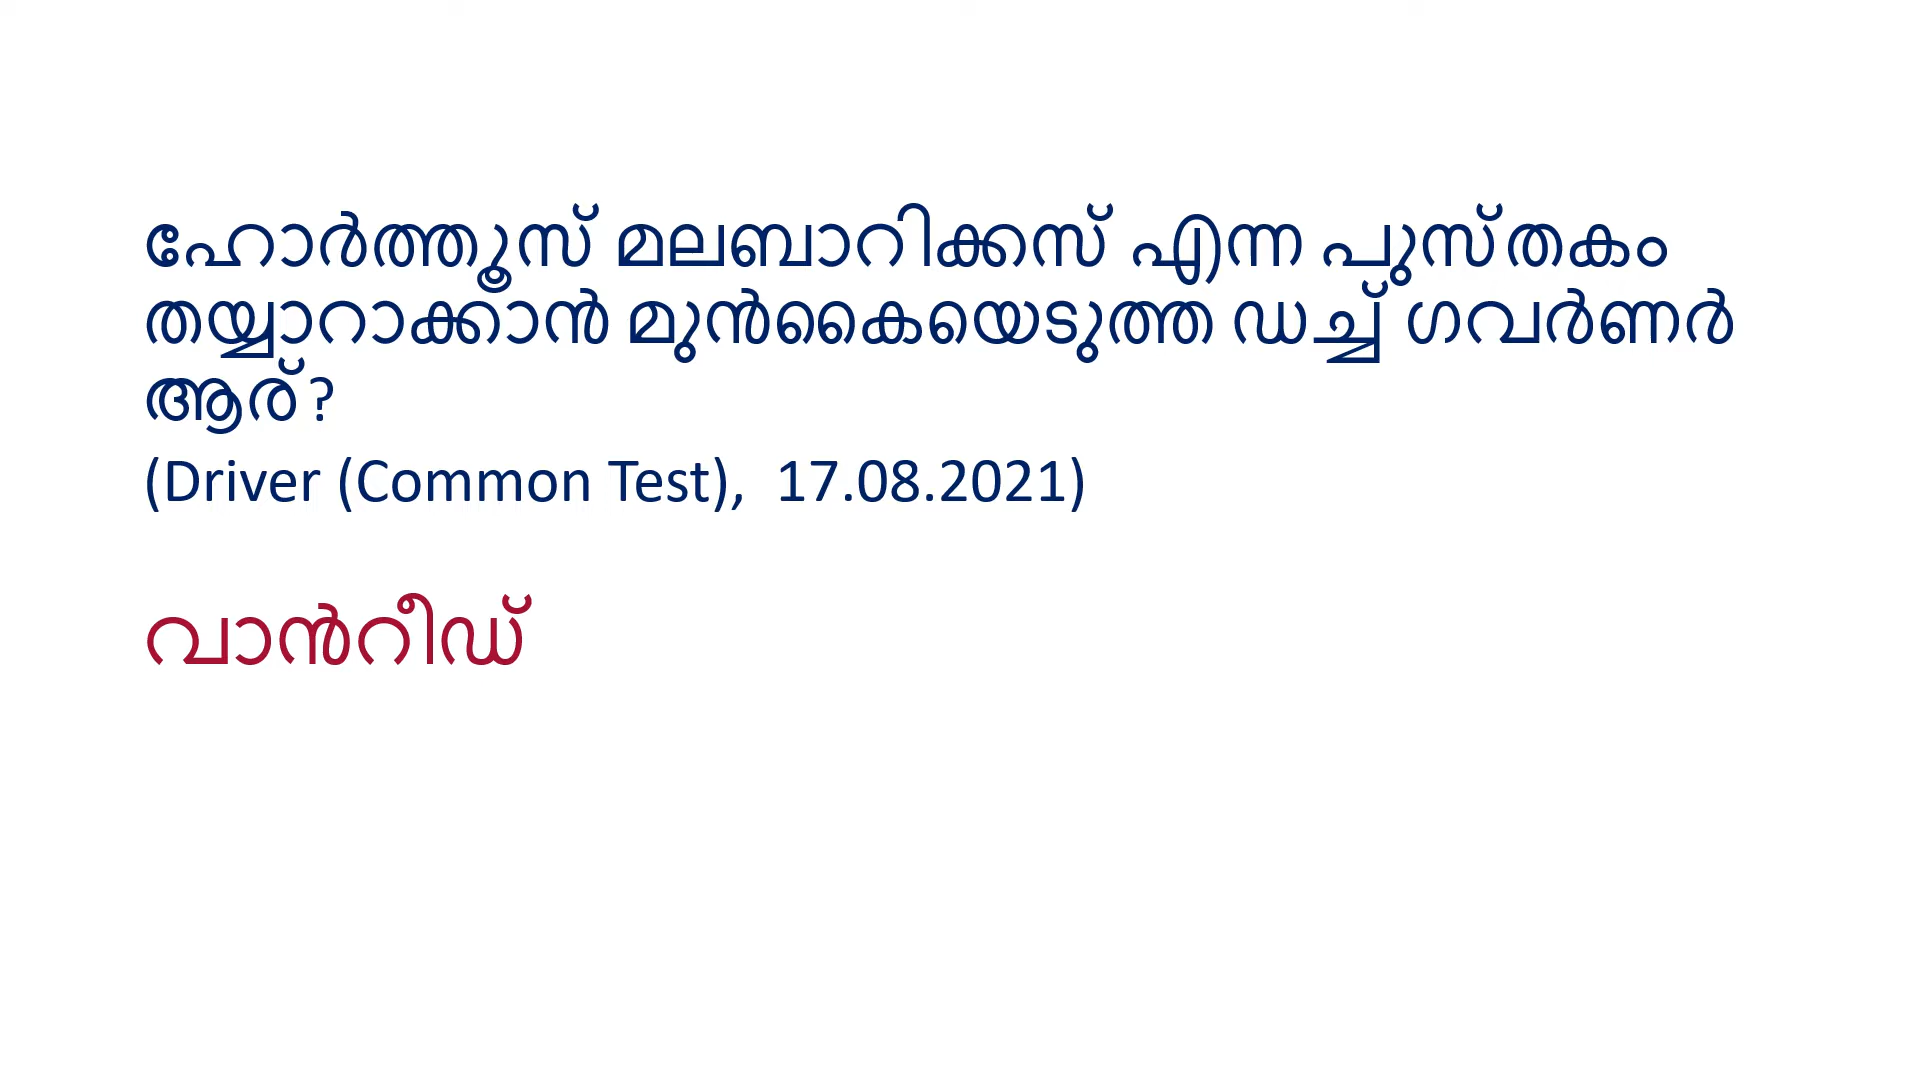 ഹോർത്തൂസ് മലബാറിക്കസ് എന്ന പുസ്തകം
തയ്യാറാക്കാൻ മുൻകൈയെടുത്ത ഡച്ച് ഗവർണർ
ആര്?
(Driver (Common Test), 17.08.2021)
വാൻറീഡ്